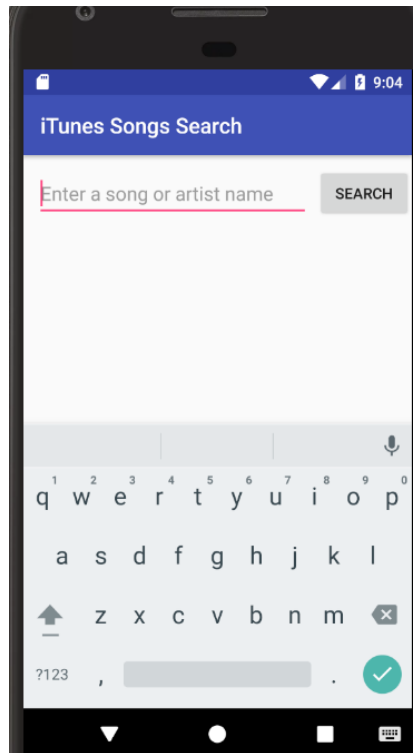 9:04
iTunes Songs Search
Enter a song or artist name SEARCH
1 2 3 4 5 6 7 8 9 0
q w e r t y u i o p
a s d f g h j k l
z x c v b n m
?123 , .